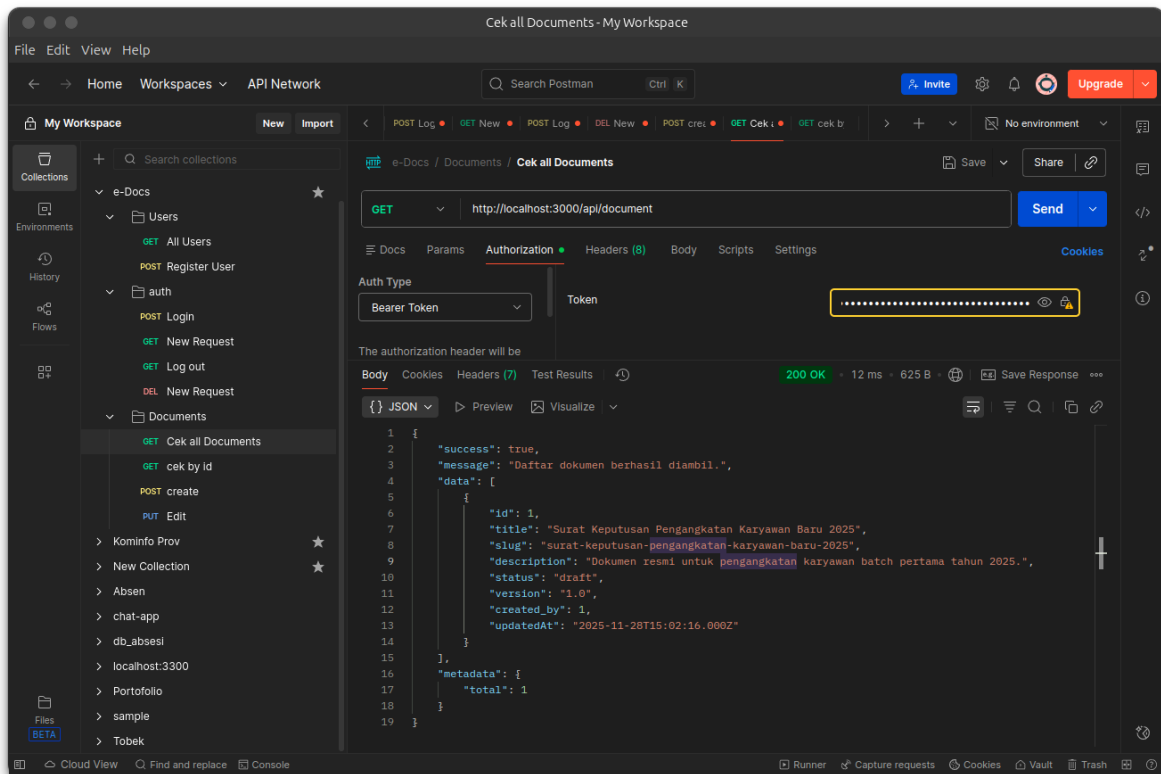 Cek all Documents - My Workspace
File Edit View Help
Home Workspaces API Network
Search Postman Ctrl K
Invite
Upgrade
My Workspace
New Import
POST Log GET New POST Log DEL New POST crea GET Cek GET cek b
No environment
Collections
Environments
History
Flows
Files
BETA
Search collections
e-Docs
Users
GET All Users
POST Register User
auth
POST Login
GET New Request
GET Log out
DEL New Request
Documents
GET Cek all Documents
GET cek by id
POST create
PUT Edit
Kominfo Prov
New Collection
Absen
chat-app
db_absesi
localhost:3300
Portofolio
sample
Tobek
HTTP e-Docs / Documents / Cek all Documents
Save Share
GET http://localhost:3000/api/document
Send
Docs Params Authorization Headers (8) Body Scripts Settings
Cookies
Auth Type
Bearer Token
Token
The authorization header will be
Body Cookies Headers (7) Test Results
200 OK 12 ms 625 B e.g. Save Response
{} JSON Preview Visualize
1 {
2 "success": true,
3 "message": "Daftar dokumen berhasil diambil.",
4 "data": [
5 {
6 "id": 1,
7 "title": "Surat Keputusan Pengangkatan Karyawan Baru 2025",
8 "slug": "surat-keputusan-pengangkatan-karyawan-baru-2025",
9 "description": "Dokumen resmi untuk pengangkatan karyawan batch pertama tahun 2025.",
10 "status": "draft",
11 "version": "1.0",
12 "created_by": 1,
13 "updatedAt": "2025-11-28T15:02:16.000Z"
14 }
15 ],
16 "metadata": {
17 "total": 1
18 }
19 }
Cloud View Find and replace Console
Runner Capture requests Cookies Vault Trash